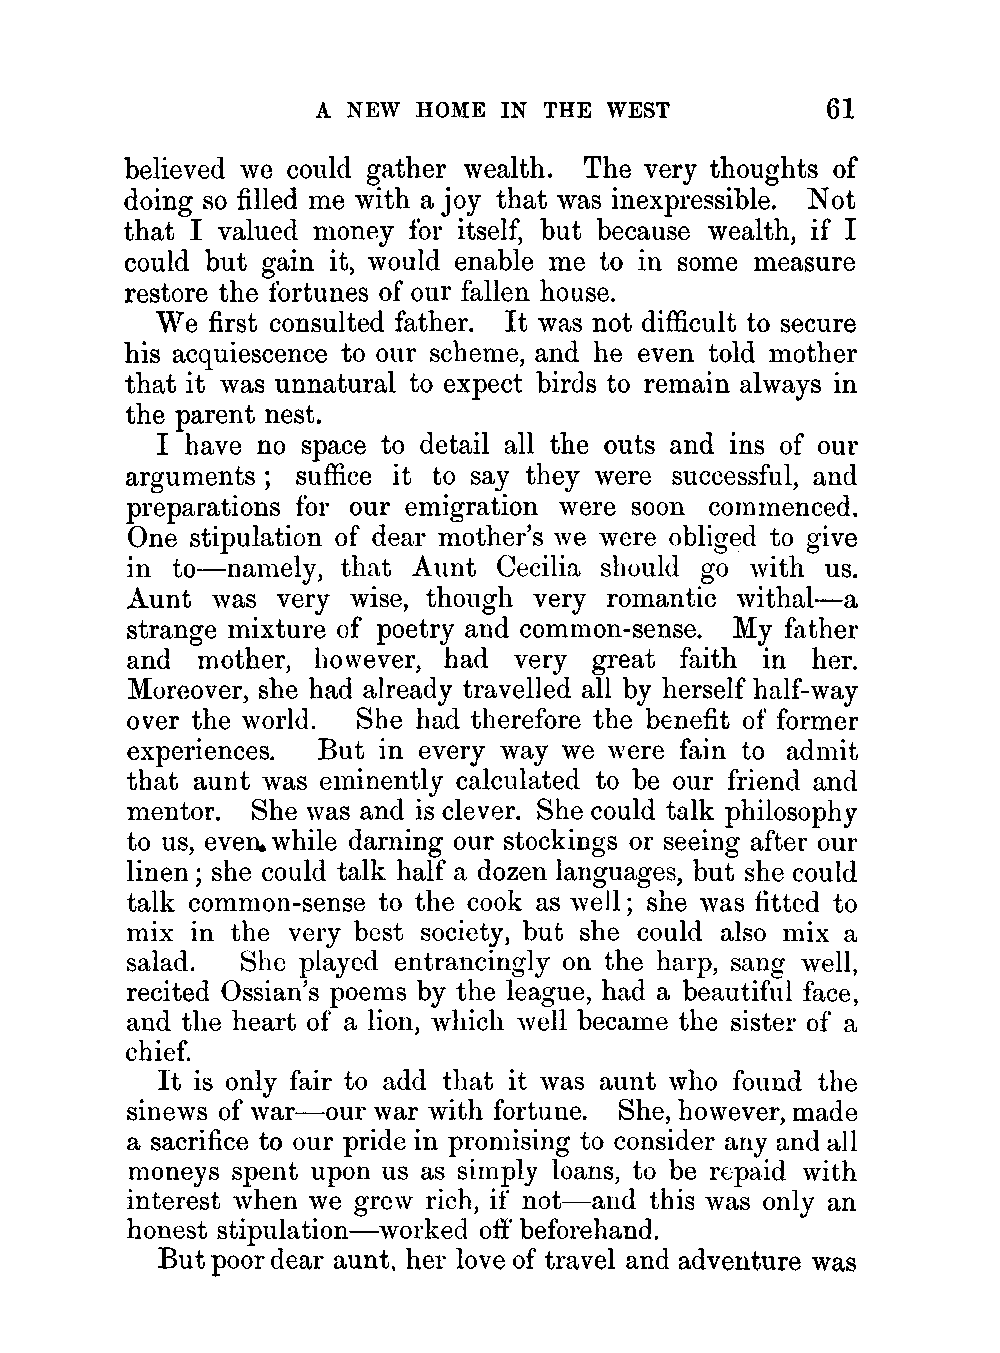 A NEW HOME IN THE WEST 61
believed we could gather wealth. The very thoughts of
doing so filled me with a joy that was inexpressible. Not
that I valued money for itself, but because wealth, if I
could but gain it, would enable me to in some measure
restore the fortunes of our fallen house.
We first consulted father. It was not difficult to secure
his acquiescence to our scheme, and he even told mother
that it was unnatural to expect birds to remain always in
the parent nest.
I have no space to detail all the outs and ins of our
arguments; suffice it to say they were successful, and
preparations for our emigration were soon commenced.
One stipulation of dear mother's we were obliged to give
in to—namely, that Aunt Cecilia should go with us.
Aunt was very wise, though very romantic withal—a
strange mixture of poetry and common-sense. My father
and mother, however, had very great faith in her.
Moreover, she had already travelled all by herself half-way
over the world. She had therefore the benefit of former
experiences. But in every way we were fain to admit
that aunt was eminently calculated to be our friend and
mentor. She was and is clever. She could talk philosophy
to us, even while darning our stockings or seeing after our
linen; she could talk half a dozen languages, but she could
talk common-sense to the cook as well; she was fitted to
mix in the very best society, but she could also mix a
salad. She played entrancingly on the harp, sang well,
recited Ossian's poems by the league, had a beautiful face,
and the heart of a lion, which well became the sister of a
chief.
It is only fair to add that it was aunt who found the
sinews of war—our war with fortune. She, however, made
a sacrifice to our pride in promising to consider any and all
moneys spent upon us as simply loans, to be repaid with
interest when we grew rich, if not—and this was only an
honest stipulation—worked off beforehand.
But poor dear aunt, her love of travel and adventure was